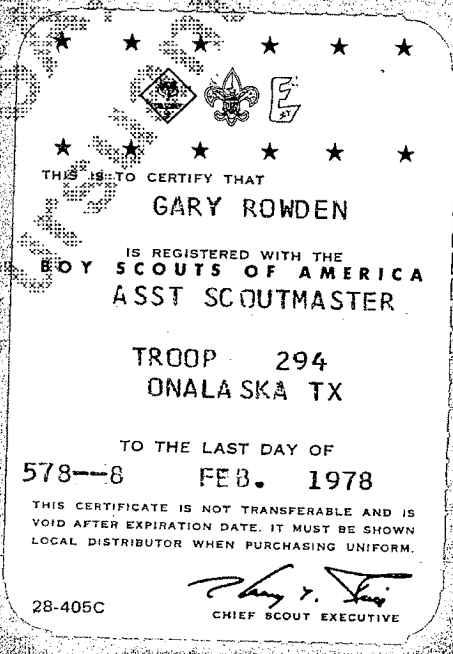 THIS IS TO CERTIFY THAT
GARY ROWDEN
IS REGISTERED WITH THE
BOY SCOUTS OF AMERICA
ASST SCOUTMASTER
TROOP 294
ONALASKA TX
TO THE LAST DAY OF
578--8 FEB. 1978
THIS CERTIFICATE IS NOT TRANSFERABLE AND IS
VOID AFTER EXPIRATION DATE. IT MUST BE SHOWN
LOCAL DISTRIBUTOR WHEN PURCHASING UNIFORM.
28-405C
CHIEF SCOUT EXECUTIVE